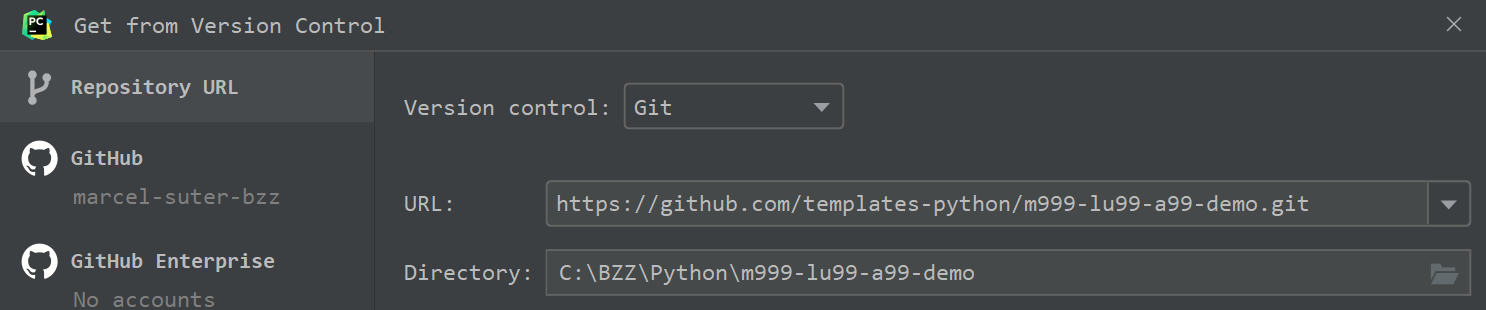 PC
Get from Version Control
Repository URL
GitHub
marcel-suter-bzz
GitHub Enterprise
No accounts
Version control: Git
URL: https://github.com/templates-python/m999-lu99-a99-demo.git
Directory: C:\BZZ\Python\m999-lu99-a99-demo